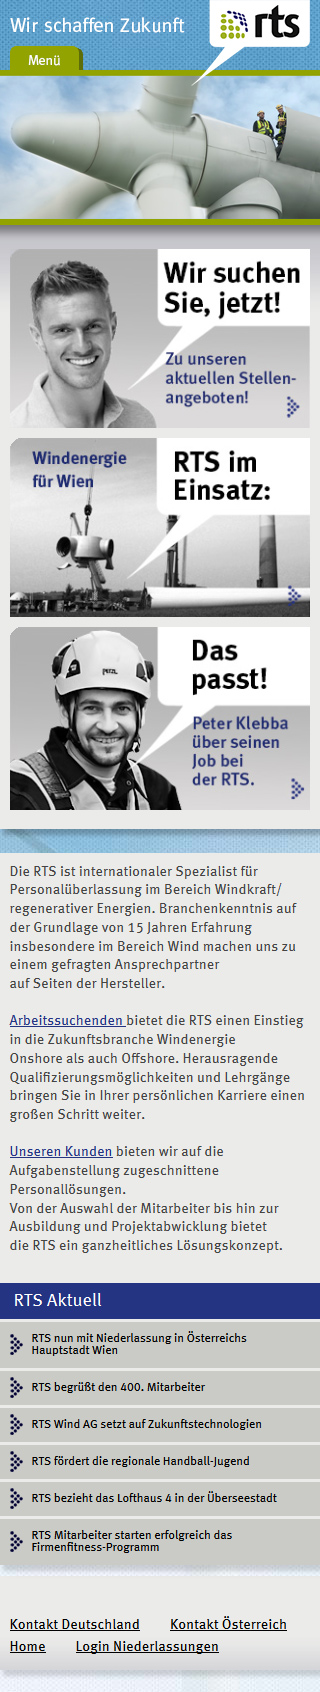 Wir schaffen Zukunft
rts
Menü
Wir suchen
Sie, jetzt!
Zu unseren
aktuellen Stellen-
angeboten!
Windenergie
für Wien
RTS im
Einsatz:
PETZL
Das
passt!
Peter Klebba
über seinen
Job bei
der RTS.
Die RTS ist internationaler Spezialist für
Personalüberlassung im Bereich Windkraft/
regenerativer Energien. Branchenkenntnis auf
der Grundlage von 15 Jahren Erfahrung
insbesondere im Bereich Wind machen uns zu
einem gefragten Ansprechpartner
auf Seiten der Hersteller.
Arbeitssuchenden bietet die RTS einen Einstieg
in die Zukunftsbranche Windenergie
Onshore als auch Offshore. Herausragende
Qualifizierungsmöglichkeiten und Lehrgänge
bringen Sie in Ihrer persönlichen Karriere einen
großen Schritt weiter.
Unseren Kunden bieten wir auf die
Aufgabenstellung zugeschnittene
Personallösungen.
Von der Auswahl der Mitarbeiter bis hin zur
Ausbildung und Projektabwicklung bietet
die RTS ein ganzheitliches Lösungskonzept.
RTS Aktuell
RTS nun mit Niederlassung in Österreichs
Hauptstadt Wien
RTS begrüßt den 400. Mitarbeiter
RTS Wind AG setzt auf Zukunftstechnologien
RTS fördert die regionale Handball-Jugend
RTS bezieht das Lofthaus 4 in der Überseestadt
RTS Mitarbeiter starten erfolgreich das
Firmenfitness-Programm
Kontakt Deutschland Kontakt Österreich
Home Login Niederlassungen